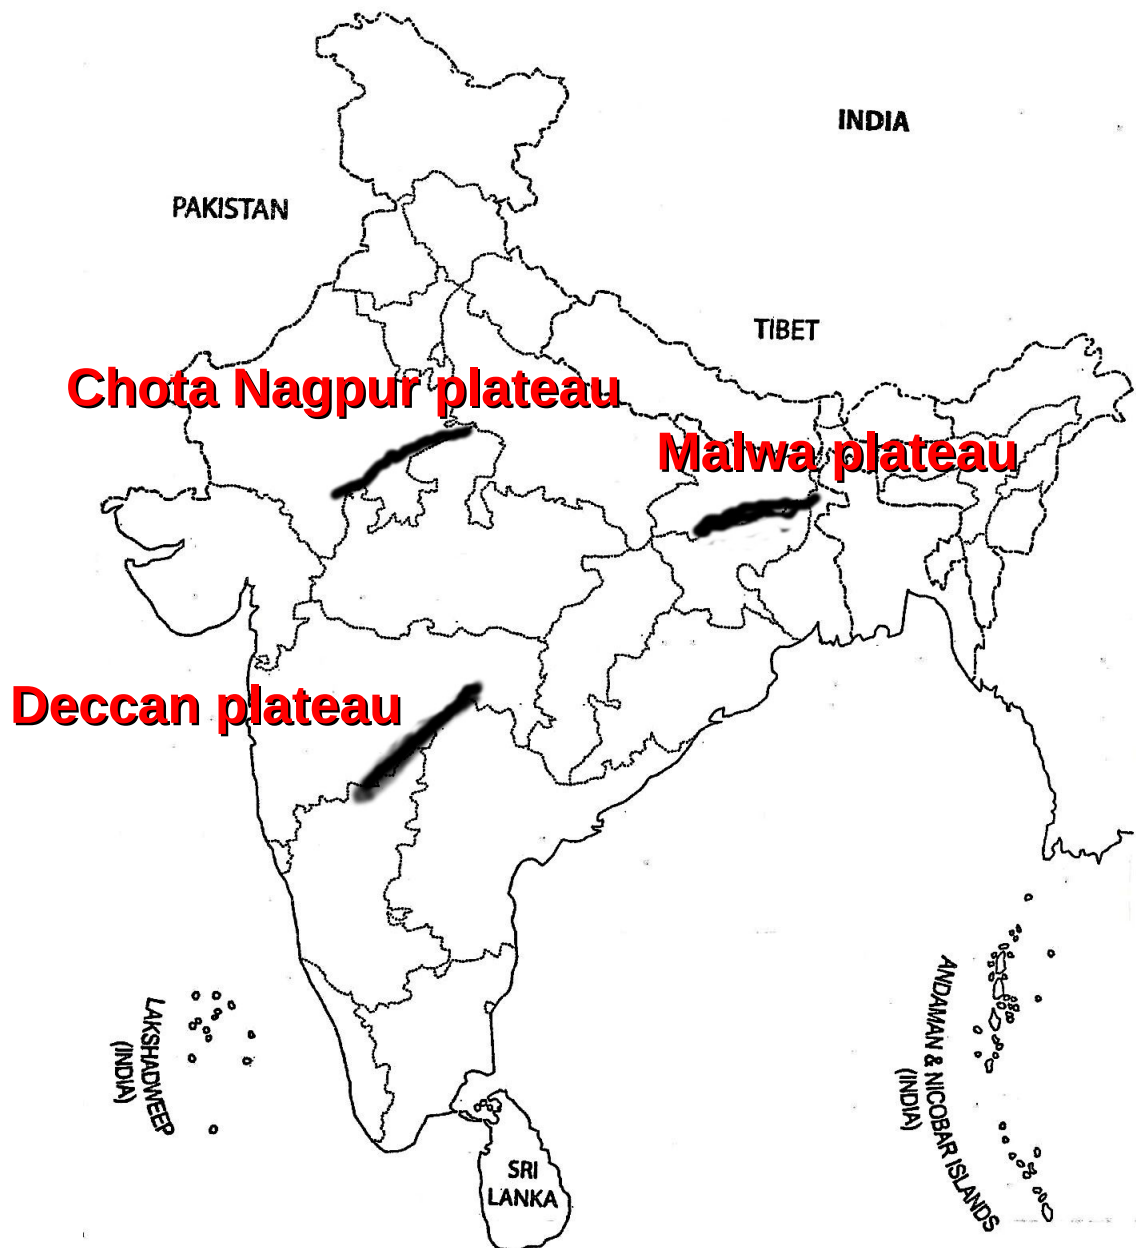 INDIA
PAKISTAN
TIBET
Chota Nagpur plateau
Malwa plateau
Deccan plateau
LAKSHADWEEP
(INDIA)
ANDAMAN & NICOBAR ISLANDS
(INDIA)
SRI
LANKA